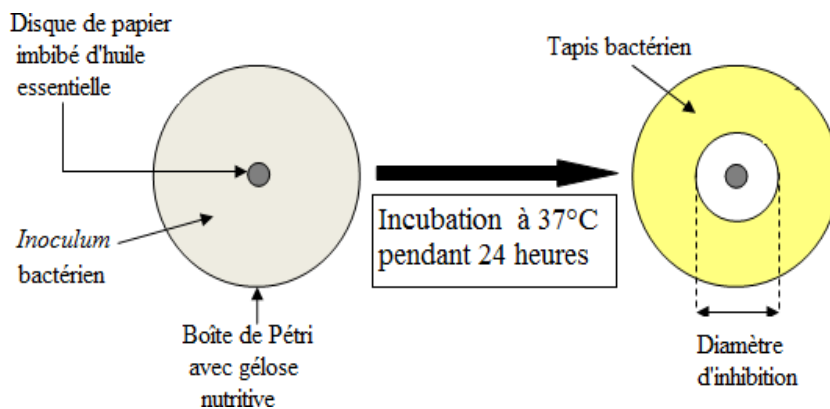 Disque de papier
imbibé d'huile
essentielle
Inoculum
bactérien
Boîte de Pétri
avec gélose
nutritive
Incubation à 37°C
pendant 24 heures
Tapis bactérien
Diamètre
d'inhibition